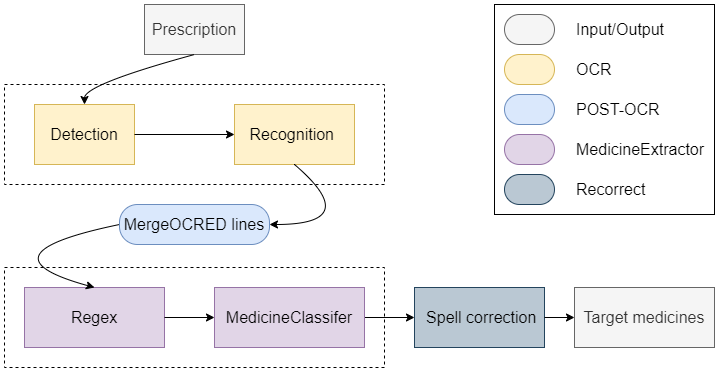 Prescription
Detection
Recognition
MergeOCRED lines
Regex
MedicineClassifer
Spell correction
Target medicines
Input/Output
OCR
POST-OCR
MedicineExtractor
Recorrect